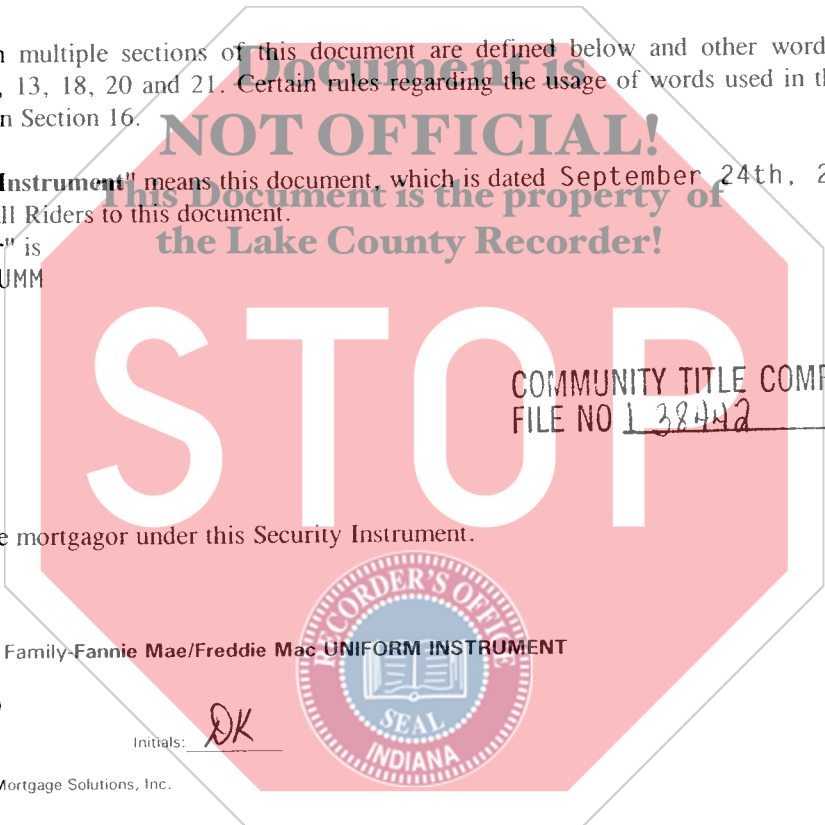 multiple sections of this document are defined below and other word
Document is
, 13, 18, 20 and 21. Certain rules regarding the usage of words used in t
n Section 16.
NOT OFFICIAL!
Instrument" means this document, which is dated September 24th, 2
This Document is the property of
ll Riders to this document.
the Lake County Recorder!
" is
UMM
STOP
COMMUNITY TITLE COMP
FILE NO L 38442
e mortgagor under this Security Instrument.
RECORDER'S OFFICE
Family-Fannie Mae/Freddie Mac UNIFORM INSTRUMENT
SEAL
INDIANA
Initials: DK
Mortgage Solutions, Inc.